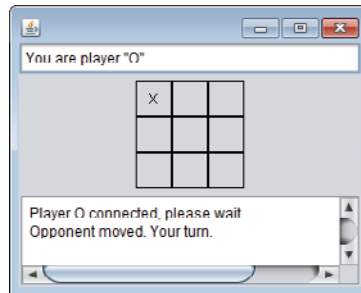 You are player "O"
X
Player O connected, please wait
Opponent moved. Your turn.